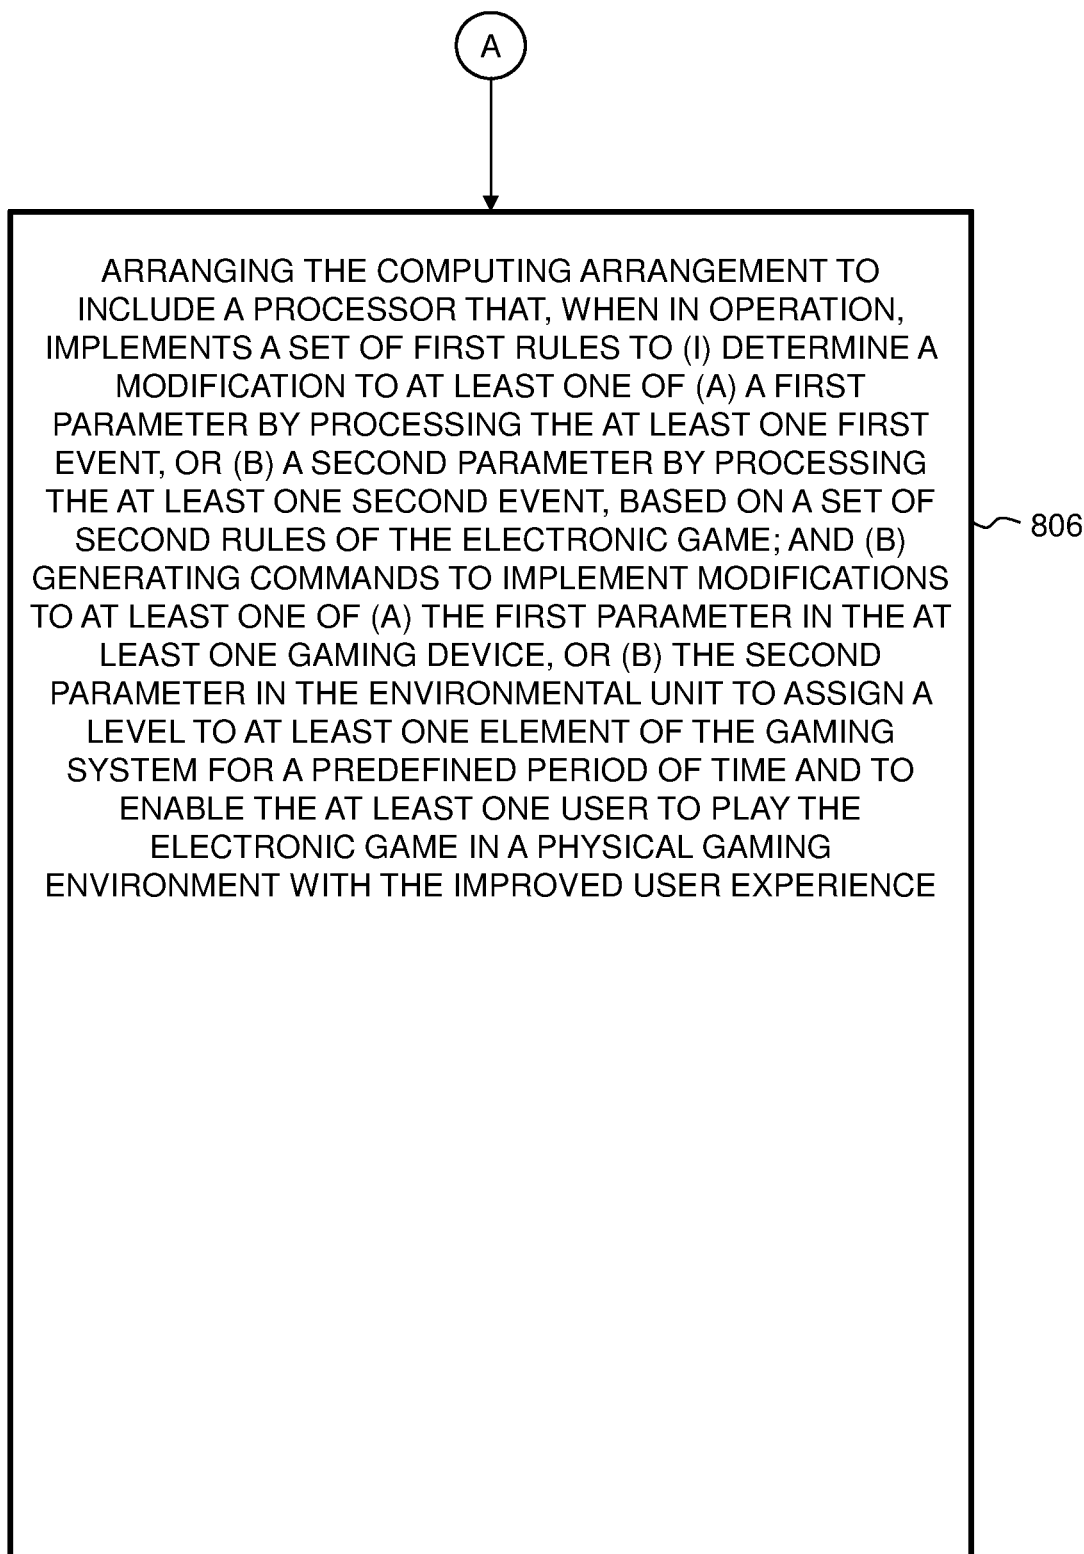 A
ARRANGING THE COMPUTING ARRANGEMENT TO
INCLUDE A PROCESSOR THAT, WHEN IN OPERATION,
IMPLEMENTS A SET OF FIRST RULES TO (I) DETERMINE A
MODIFICATION TO AT LEAST ONE OF (A) A FIRST
PARAMETER BY PROCESSING THE AT LEAST ONE FIRST
EVENT, OR (B) A SECOND PARAMETER BY PROCESSING
THE AT LEAST ONE SECOND EVENT, BASED ON A SET OF
SECOND RULES OF THE ELECTRONIC GAME; AND (B)
GENERATING COMMANDS TO IMPLEMENT MODIFICATIONS
TO AT LEAST ONE OF (A) THE FIRST PARAMETER IN THE AT
LEAST ONE GAMING DEVICE, OR (B) THE SECOND
PARAMETER IN THE ENVIRONMENTAL UNIT TO ASSIGN A
LEVEL TO AT LEAST ONE ELEMENT OF THE GAMING
SYSTEM FOR A PREDEFINED PERIOD OF TIME AND TO
ENABLE THE AT LEAST ONE USER TO PLAY THE
ELECTRONIC GAME IN A PHYSICAL GAMING
ENVIRONMENT WITH THE IMPROVED USER EXPERIENCE
806